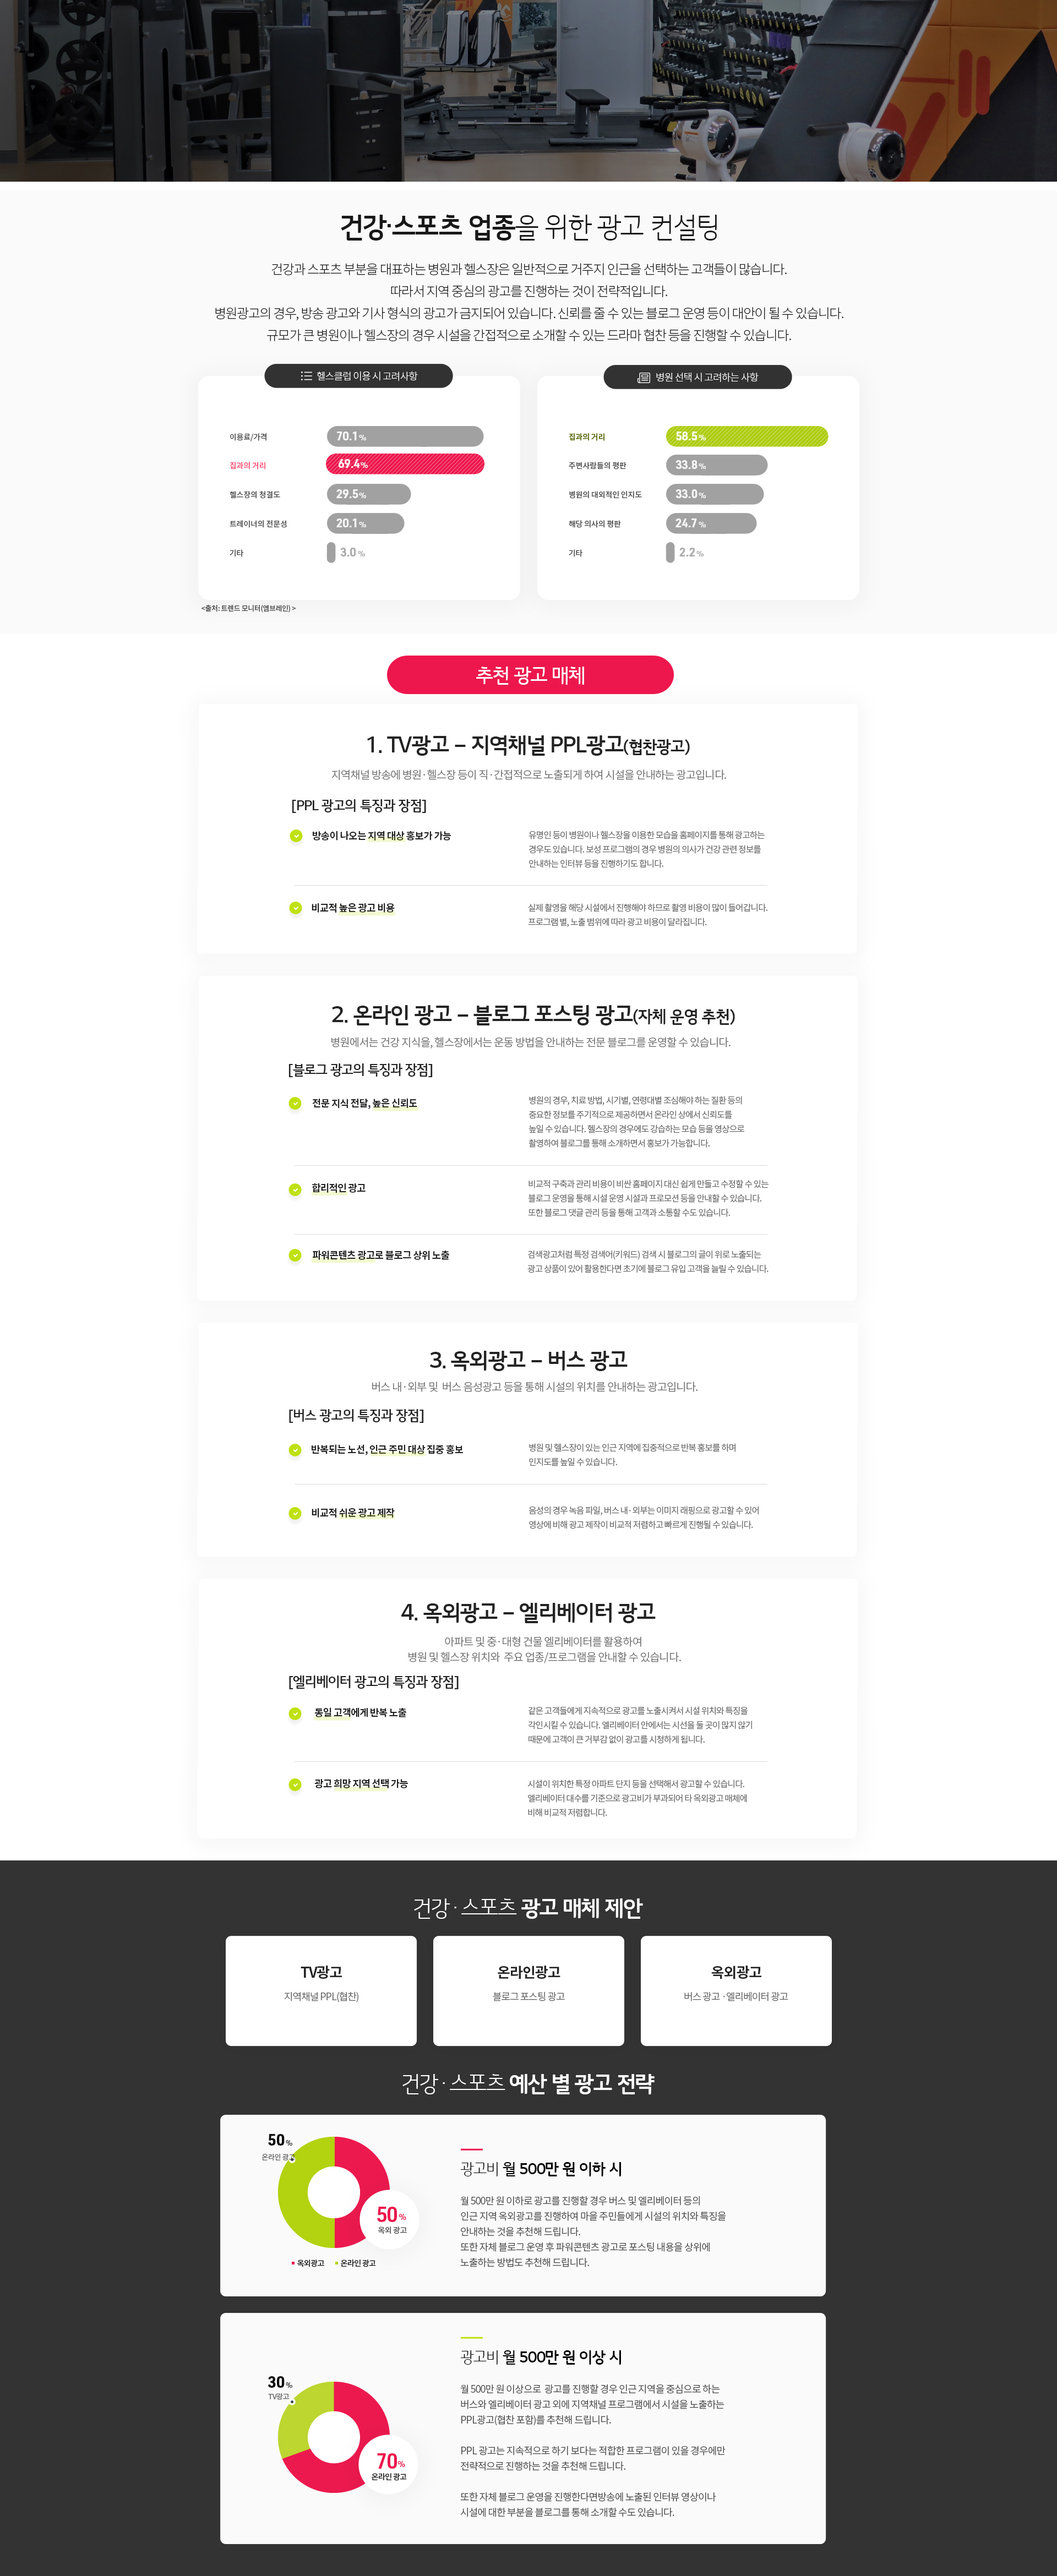 건강·스포츠 업종을 위한 광고 컨설팅
건강과 스포츠 부분을 대표하는 병원과 헬스장은 일반적으로 거주지 인근을 선택하는 고객들이 많습니다.
따라서 지역 중심의 광고를 진행하는 것이 전략적입니다.
병원광고의 경우, 방송 광고와 기사 형식의 광고가 금지되어 있습니다. 신뢰를 줄 수 있는 블로그 운영 등이 대안이 될 수 있습니다.
규모가 큰 병원이나 헬스장의 경우 시설을 간접적으로 소개할 수 있는 드라마 협찬 등을 진행할 수 있습니다.
헬스클럽 이용 시 고려사항
이용료/가격 70.1%
집과의 거리 69.4%
헬스장의 청결도 29.5%
트레이너의 전문성 20.1%
기타 3.0%
<출처: 트렌드 모니터(엠브레인) >
병원 선택 시 고려하는 사항
집과의 거리 58.5%
주변사람들의 평판 33.8%
병원의 대외적인 인지도 33.0%
해당 의사의 평판 24.7%
기타 2.2%
추천 광고 매체
1. TV광고 – 지역채널 PPL광고(협찬광고)
지역채널 방송에 병원·헬스장 등이 직·간접적으로 노출되게 하여 시설을 안내하는 광고입니다.
[PPL 광고의 특징과 장점]
방송이 나오는 지역 대상 홍보가 가능
유명인 등이 병원이나 헬스장을 이용한 모습을 홈페이지를 통해 광고하는
경우도 있습니다. 보성 프로그램의 경우 병원의 의사가 건강 관련 정보를
안내하는 인터뷰 등을 진행하기도 합니다.
비교적 높은 광고 비용
실제 촬영을 해당 시설에서 진행해야 하므로 촬영 비용이 많이 들어갑니다.
프로그램 별, 노출 범위에 따라 광고 비용이 달라집니다.
2. 온라인 광고 – 블로그 포스팅 광고(자체 운영 추천)
병원에서는 건강 지식을, 헬스장에서는 운동 방법을 안내하는 전문 블로그를 운영할 수 있습니다.
[블로그 광고의 특징과 장점]
전문 지식 전달, 높은 신뢰도
병원의 경우, 치료 방법, 시기별, 연령대별 조심해야 하는 질환 등의
중요한 정보를 주기적으로 제공하면서 온라인 상에서 신뢰도를
높일 수 있습니다. 헬스장의 경우에도 강습하는 모습 등을 영상으로
촬영하여 블로그를 통해 소개하면서 홍보가 가능합니다.
합리적인 광고
비교적 구축과 관리 비용이 비싼 홈페이지 대신 쉽게 만들고 수정할 수 있는
블로그 운영을 통해 시설 운영 시설과 프로모션 등을 안내할 수 있습니다.
또한 블로그 댓글 관리 등을 통해 고객과 소통할 수도 있습니다.
파워콘텐츠 광고로 블로그 상위 노출
검색광고처럼 특정 검색어(키워드) 검색 시 블로그의 글이 위로 노출되는
광고 상품이 있어 활용한다면 초기에 블로그 유입 고객을 늘릴 수 있습니다.
3. 옥외광고 – 버스 광고
버스 내·외부 및 버스 음성광고 등을 통해 시설의 위치를 안내하는 광고입니다.
[버스 광고의 특징과 장점]
반복되는 노선, 인근 주민 대상 집중 홍보
병원 및 헬스장이 있는 인근 지역에 집중적으로 반복 홍보를 하며
인지도를 높일 수 있습니다.
비교적 쉬운 광고 제작
음성의 경우 녹음 파일, 버스 내·외부는 이미지 래핑으로 광고할 수 있어
영상에 비해 광고 제작이 비교적 저렴하고 빠르게 진행될 수 있습니다.
4. 옥외광고 – 엘리베이터 광고
아파트 및 중·대형 건물 엘리베이터를 활용하여
병원 및 헬스장 위치와 주요 업종/프로그램을 안내할 수 있습니다.
[엘리베이터 광고의 특징과 장점]
동일 고객에게 반복 노출
같은 고객들에게 지속적으로 광고를 노출시켜서 시설 위치와 특징을
각인시킬 수 있습니다. 엘리베이터 안에서는 시선을 둘 곳이 많지 않기
때문에 고객이 큰 거부감 없이 광고를 시청하게 됩니다.
광고 희망 지역 선택 가능
시설이 위치한 특정 아파트 단지 등을 선택해서 광고할 수 있습니다.
엘리베이터 대수를 기준으로 광고비가 부과되어 타 옥외광고 매체에
비해 비교적 저렴합니다.
건강· 스포츠 광고 매체 제안
TV광고
지역채널 PPL(협찬)
온라인광고
블로그 포스팅 광고
옥외광고
버스 광고 · 엘리베이터 광고
건강· 스포츠 예산 별 광고 전략
50%
온라인 광고
50%
옥외 광고
옥외광고 온라인 광고
광고비 월 500만 원 이하 시
월 500만 원 이하로 광고를 진행할 경우 버스 및 엘리베이터 등의
인근 지역 옥외광고를 진행하여 마을 주민들에게 시설의 위치와 특징을
안내하는 것을 추천해 드립니다.
또한 자체 블로그 운영 후 파워콘텐츠 광고로 포스팅 내용을 상위에
노출하는 방법도 추천해 드립니다.
30%
TV광고
70%
온라인 광고
광고비 월 500만 원 이상 시
월 500만 원 이상으로 광고를 진행할 경우 인근 지역을 중심으로 하는
버스와 엘리베이터 광고 외에 지역채널 프로그램에서 시설을 노출하는
PPL광고(협찬 포함)를 추천해 드립니다.
PPL 광고는 지속적으로 하기 보다는 적합한 프로그램이 있을 경우에만
전략적으로 진행하는 것을 추천해 드립니다.
또한 자체 블로그 운영을 진행한다면방송에 노출된 인터뷰 영상이나
시설에 대한 부분을 블로그를 통해 소개할 수도 있습니다.